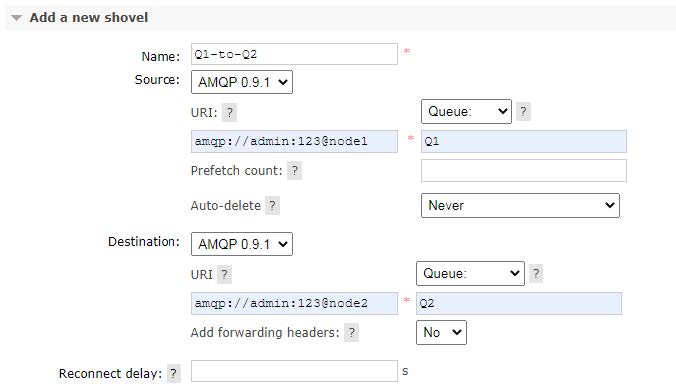 Add a new shovel
Name: Q1-to-Q2 *
Source: AMQP 0.9.1
URI: ? Queue: ?
amqp://admin:123@node1 * Q1
Prefetch count: ?
Auto-delete ? Never
Destination: AMQP 0.9.1
URI ? Queue: ?
amqp://admin:123@node2 * Q2
Add forwarding headers: ? No
Reconnect delay: ? s